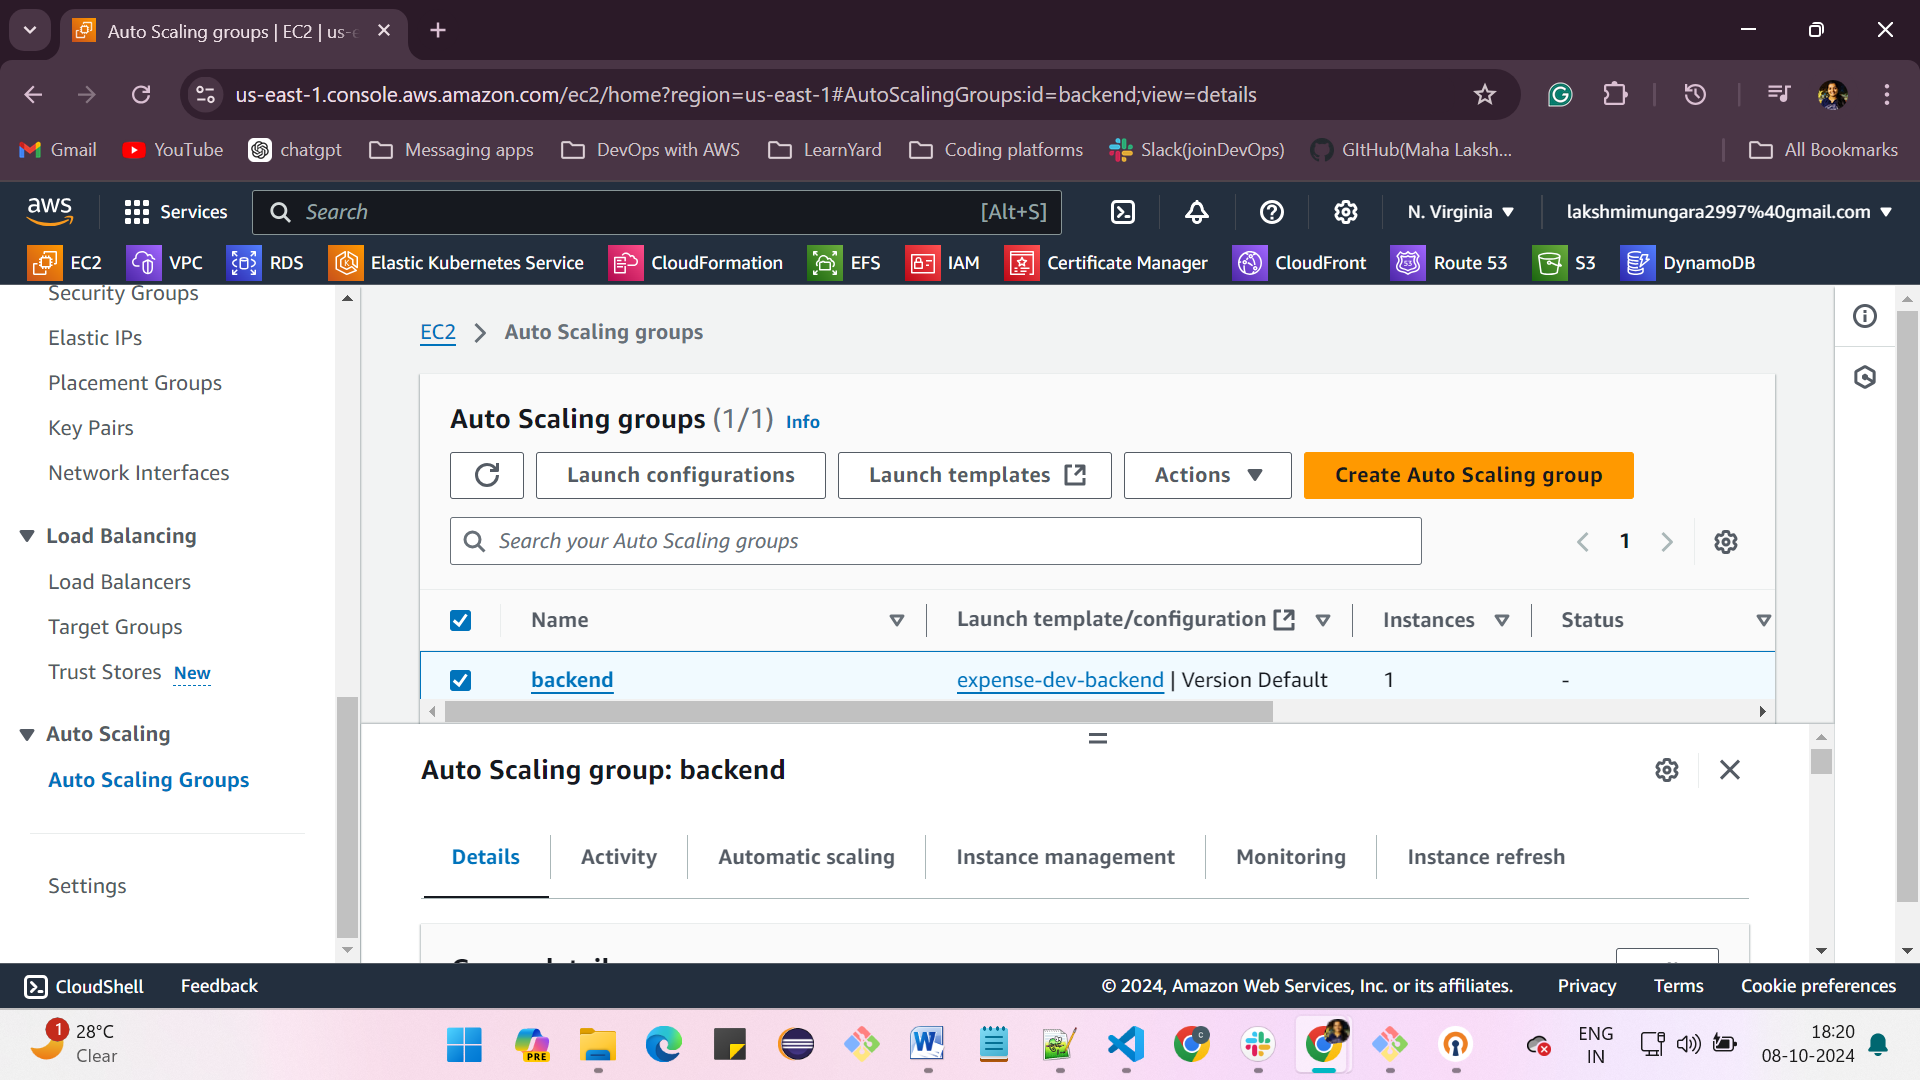 Auto Scaling groups | EC2 | us-e
us-east-1.console.aws.amazon.com/ec2/home?region=us-east-1#AutoScalingGroups:id=backend;view=details
Gmail YouTube chatgpt Messaging apps DevOps with AWS LearnYard Coding platforms Slack(joinDevOps) GItHub(Maha Laksh... All Bookmarks
aws Services Search [Alt+S] N. Virginia lakshmimungara2997%40gmail.com
EC2 VPC RDS Elastic Kubernetes Service CloudFormation EFS IAM Certificate Manager CloudFront Route 53 S3 DynamoDB
Security Groups
Elastic IPs
Placement Groups
Key Pairs
Network Interfaces
Load Balancing
Load Balancers
Target Groups
Trust Stores New
Auto Scaling
Auto Scaling Groups
Settings
EC2 Auto Scaling groups
Auto Scaling groups (1/1) Info
Launch configurations Launch templates Actions Create Auto Scaling group
Search your Auto Scaling groups 1
Name Launch template/configuration Instances Status
backend expense-dev-backend | Version Default 1 -
Auto Scaling group: backend
Details Activity Automatic scaling Instance management Monitoring Instance refresh
CloudShell Feedback © 2024, Amazon Web Services, Inc. or its affiliates. Privacy Terms Cookie preferences
1 28°C
Clear
PRE
ENG
IN
18:20
08-10-2024